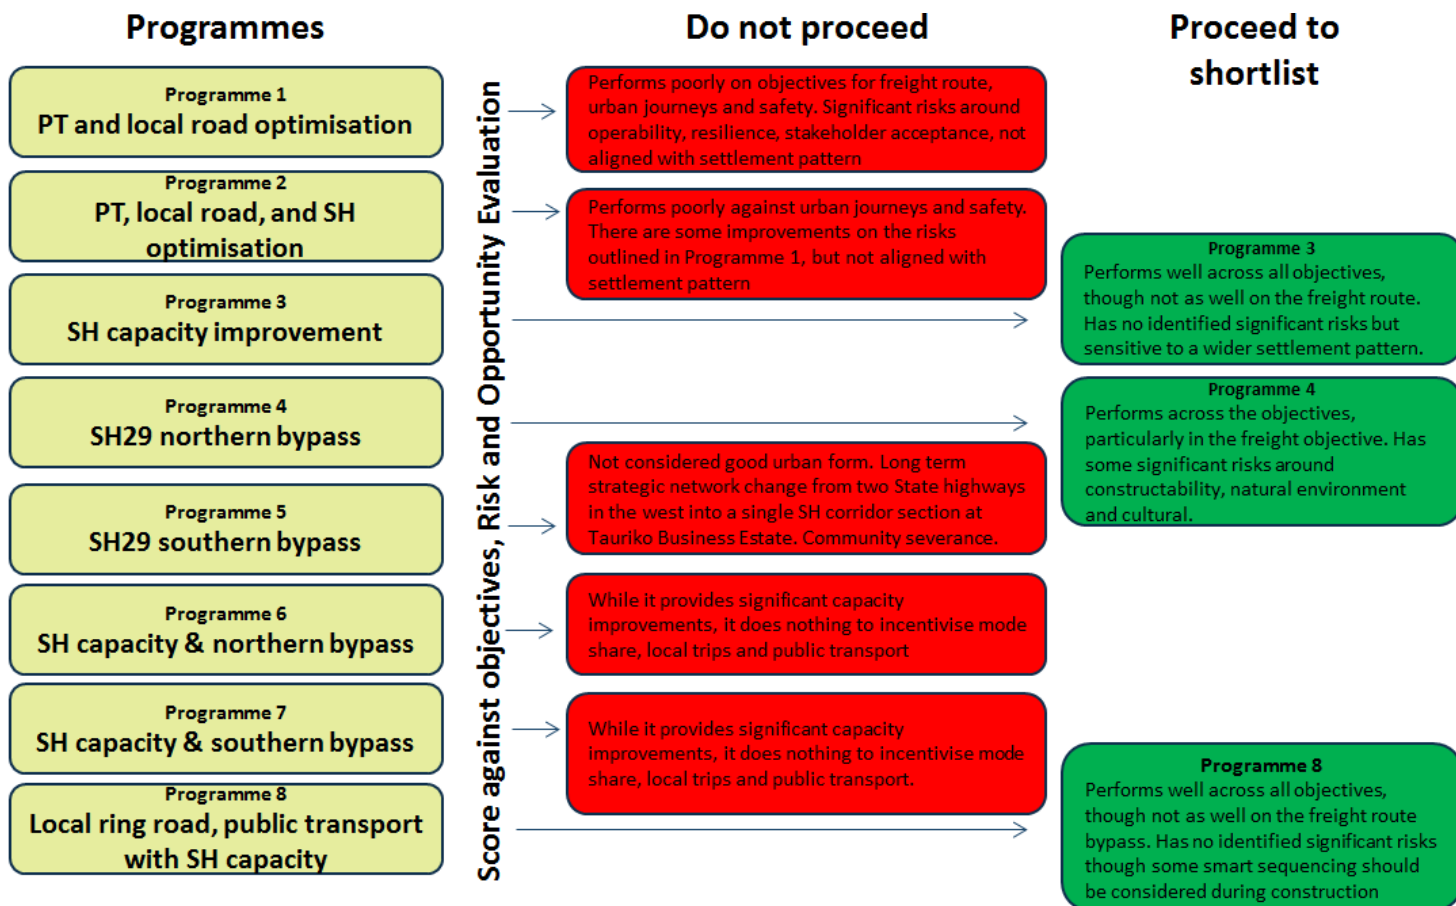 Programmes
Programme 1
PT and local road optimisation
Programme 2
PT, local road, and SH
optimisation
Programme 3
SH capacity improvement
Programme 4
SH29 northern bypass
Programme 5
SH29 southern bypass
Programme 6
SH capacity & northern bypass
Programme 7
SH capacity & southern bypass
Programme 8
Local ring road, public transport
with SH capacity
Score against objectives, Risk and Opportunity Evaluation
Do not proceed
Performs poorly on objectives for freight route,
urban journeys and safety. Significant risks around
operability, resilience, stakeholder acceptance, not
aligned with settlement pattern
Performs poorly against urban journeys and safety.
There are some improvements on the risks
outlined in Programme 1, but not aligned with
settlement pattern
Not considered good urban form. Long term
strategic network change from two State highways
in the west into a single SH corridor section at
Tauriko Business Estate. Community severance.
While it provides significant capacity
improvements, it does nothing to incentivise mode
share, local trips and public transport
While it provides significant capacity
improvements, it does nothing to incentivise mode
share, local trips and public transport.
Proceed to
shortlist
Programme 3
Performs well across all objectives,
though not as well on the freight route.
Has no identified significant risks but
sensitive to a wider settlement pattern.
Programme 4
Performs across the objectives,
particularly in the freight objective. Has
some significant risks around
constructability, natural environment
and cultural.
Programme 8
Performs well across all objectives,
though not as well on the freight route
bypass. Has no identified significant risks
though some smart sequencing should
be considered during construction